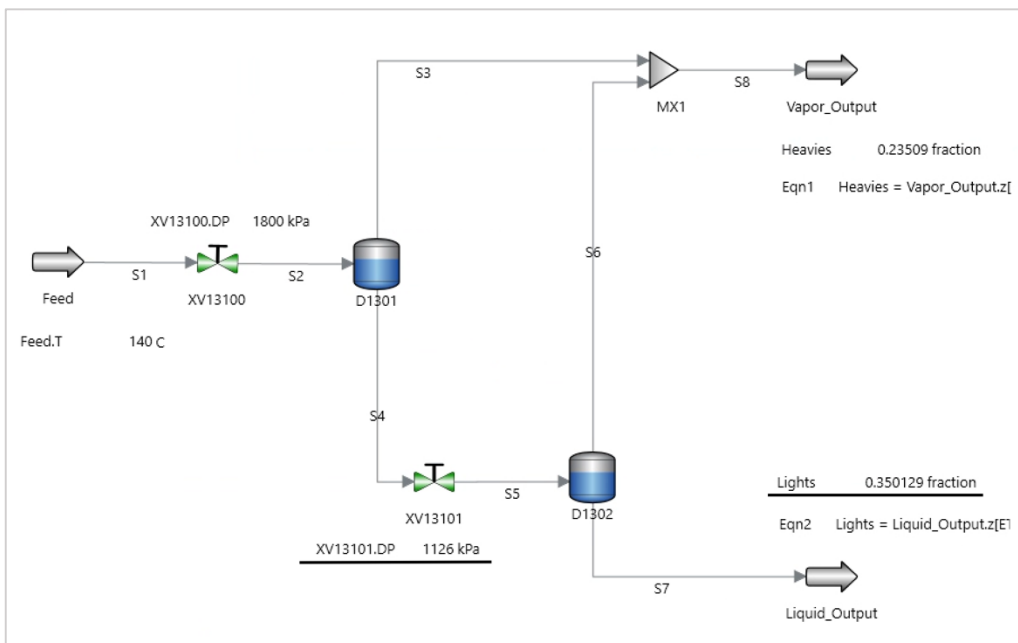 S3
MX1
S8
Vapor_Output
Heavies 0.23509 fraction
Eqn1 Heavies = Vapor_Output.z[
XV13100.DP 1800 kPa
S1
S2
S6
Feed
XV13100
D1301
Feed.T 140 C
S4
S5
XV13101
D1302
XV13101.DP 1126 kPa
Lights 0.350129 fraction
Eqn2 Lights = Liquid_Output.z[ET
S7
Liquid_Output